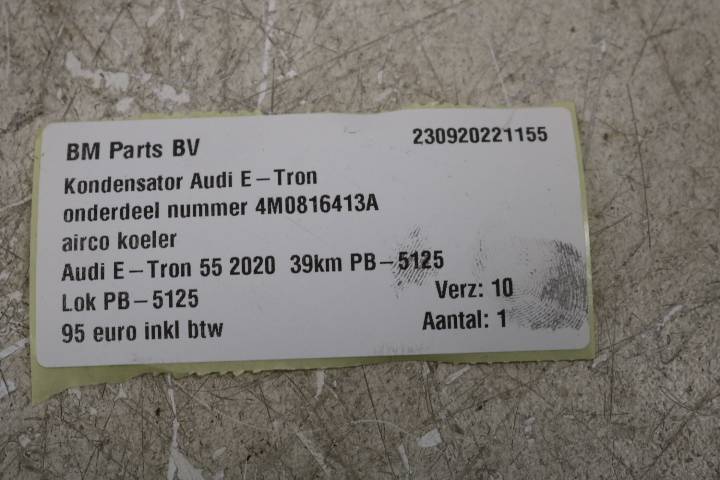 BM Parts BV 230920221155
Kondensator Audi E-Tron
onderdeel nummer 4M0816413A
airco koeler
Audi E-Tron 55 2020 39km PB-5125
Lok PB-5125 Verz: 10
95 euro inkl btw Aantal: 1